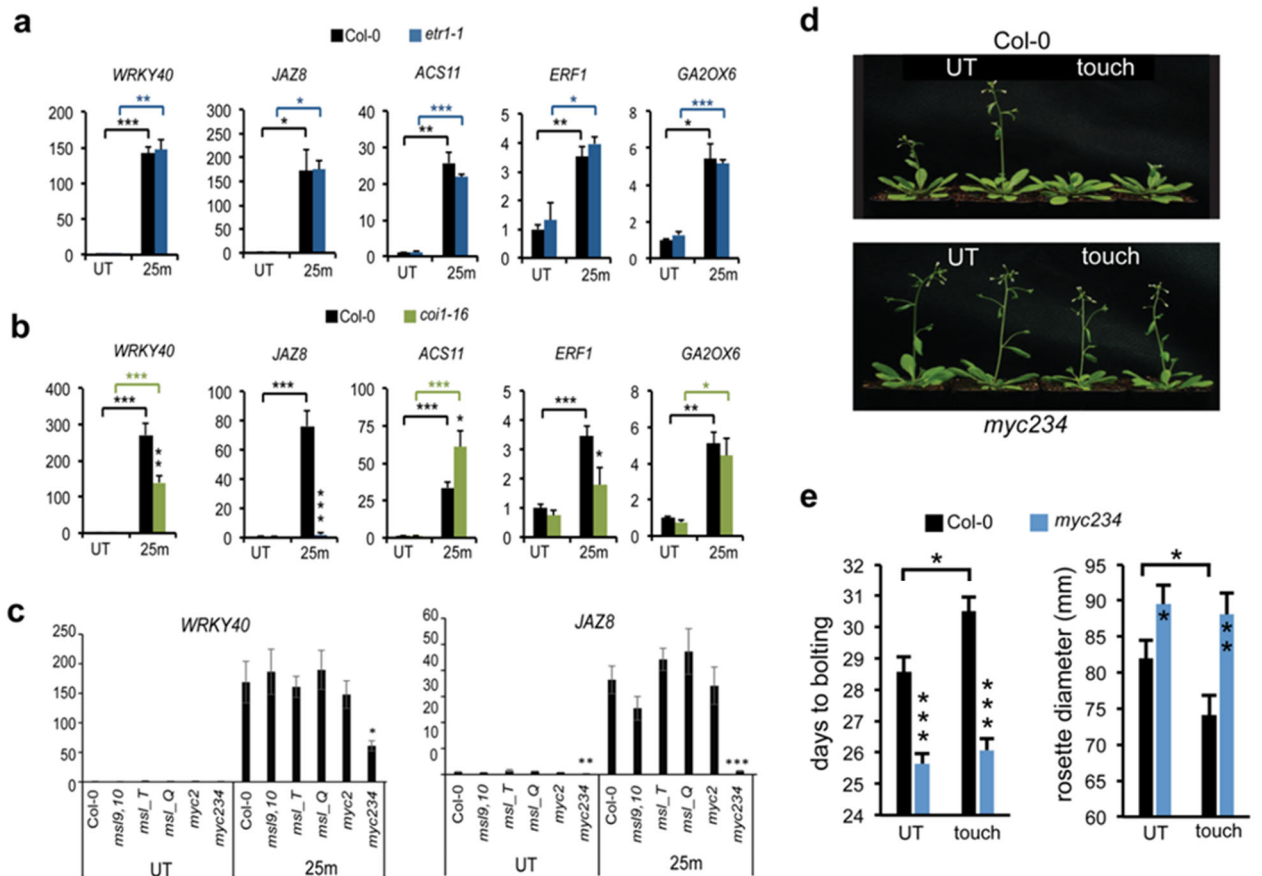 a
Col-0 etr1-1
WRKY40 JAZ8 ACS11 ERF1 GA2OX6
200
150
100
50
0
** ***
UT 25m
300
250
200
150
100
50
0
* *
UT 25m
40
30
20
10
0
*** **
UT 25m
5
4
3
2
1
0
* **
UT 25m
8
6
4
2
0
*** *
UT 25m
b
Col-0 coi1-16
WRKY40 JAZ8 ACS11 ERF1 GA2OX6
400
300
200
100
0
*** *** **
UT 25m
100
80
60
40
20
0
*** ***
UT 25m
100
75
50
25
0
*** *** *
UT 25m
5
4
3
2
1
0
*** *
UT 25m
8
6
4
2
0
* **
UT 25m
c
WRKY40
250
200
150
100
50
0
*
Col-0 msl9,10 msl_T msl_Q myc2 myc234 Col-0 msl9,10 msl_T msl_Q myc2 myc234
UT 25m
JAZ8
60
50
40
30
20
10
0
** ***
Col-0 msl9,10 msl_T msl_Q myc2 myc234 Col-0 msl9,10 msl_T msl_Q myc2 myc234
UT 25m
d
Col-0
UT touch
UT touch
myc234
e
Col-0 myc234
days to bolting
32
31
30
29
28
27
26
25
24
* *** ***
UT touch
rosette diameter (mm)
95
90
85
80
75
70
65
60
* * **
UT touch